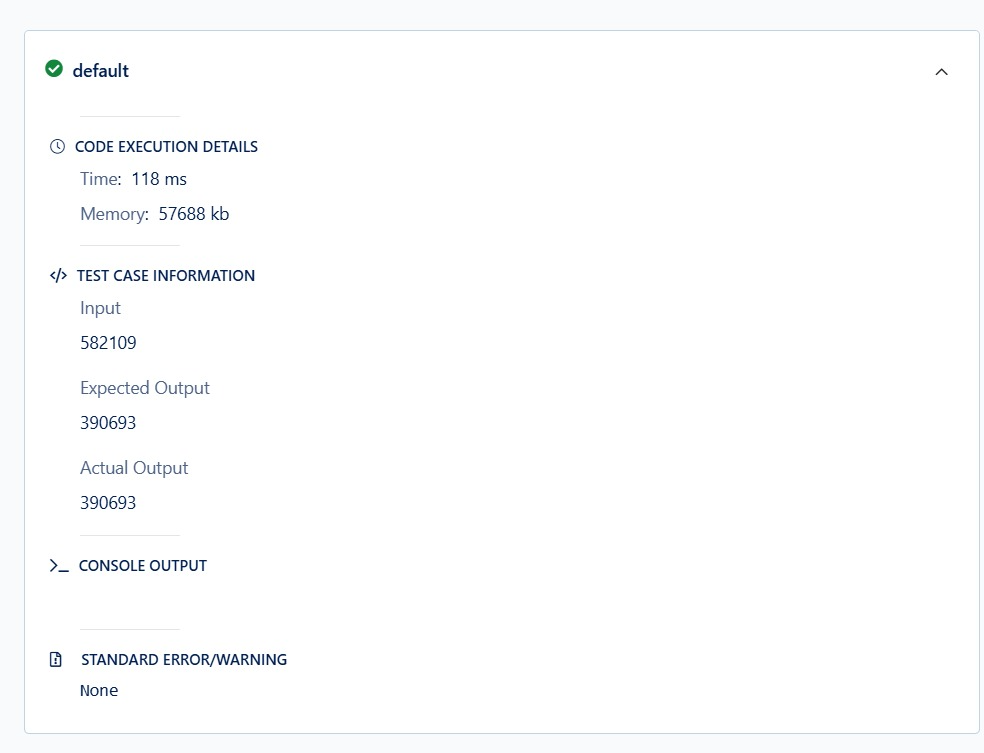 default
CODE EXECUTION DETAILS
Time: 118 ms
Memory: 57688 kb
</> TEST CASE INFORMATION
Input
582109
Expected Output
390693
Actual Output
390693
CONSOLE OUTPUT
STANDARD ERROR/WARNING
None